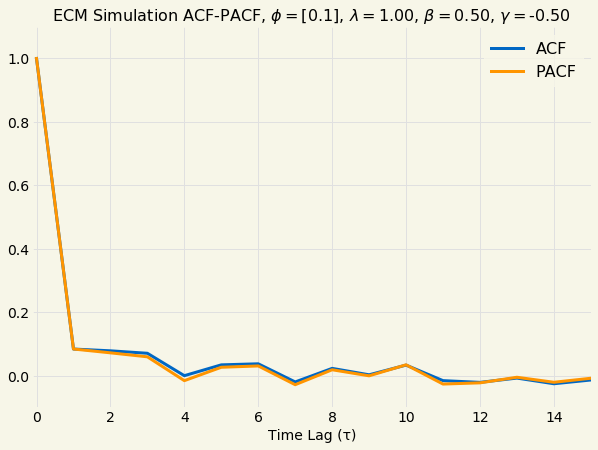 ECM Simulation ACF-PACF, ϕ = [0.1], λ = 1.00, β = 0.50, γ = -0.50
ACF
PACF
1.0
0.8
0.6
0.4
0.2
0.0
0 2 4 6 8 10 12 14
Time Lag (τ)